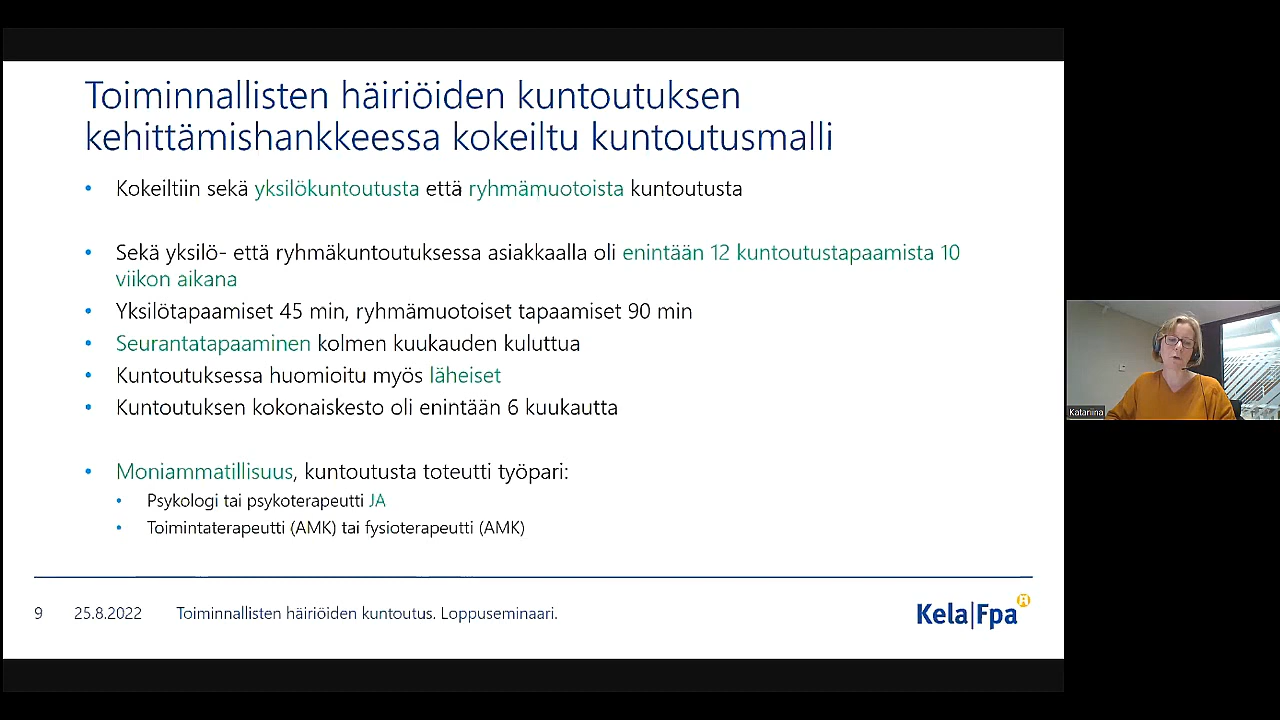 Toiminnallisten häiriöiden kuntoutuksen
kehittämishankkeessa kokeiltu kuntoutusmalli
• Kokeiltiin sekä yksilökuntoutusta että ryhmämuotoista kuntoutusta
• Sekä yksilö- että ryhmäkuntoutuksessa asiakkaalla oli enintään 12 kuntoutustapaamista 10
viikon aikana
• Yksilötapaamiset 45 min, ryhmämuotoiset tapaamiset 90 min
• Seurantatapaaminen kolmen kuukauden kuluttua
• Kuntoutuksessa huomioitu myös läheiset
• Kuntoutuksen kokonaiskesto oli enintään 6 kuukautta
• Moniammatillisuus, kuntoutusta toteutti työpari:
• Psykologi tai psykoterapeutti JA
• Toimintaterapeutti (AMK) tai fysioterapeutti (AMK)
9 25.8.2022 Toiminnallisten häiriöiden kuntoutus. Loppuseminaari.
Kela|Fpa
Katariina